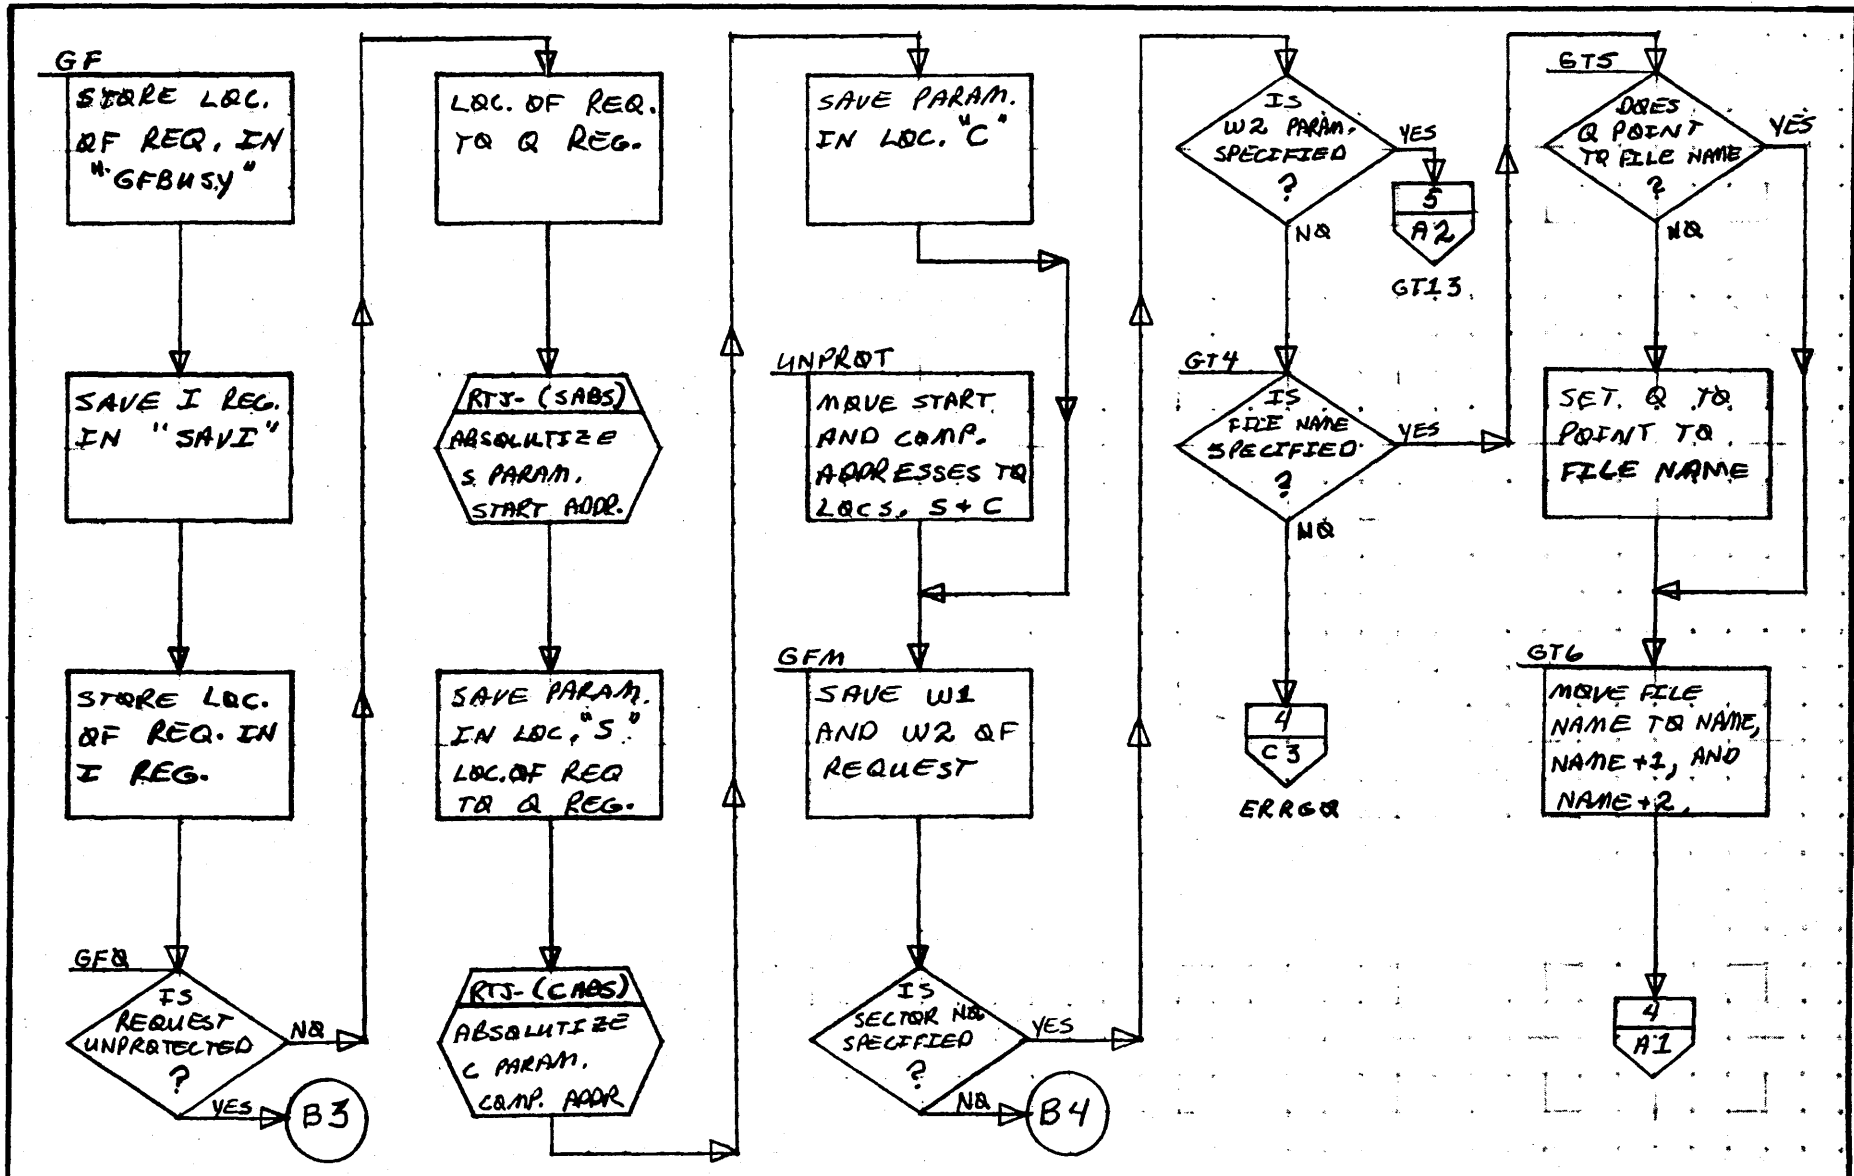 GF
STORE LOC.
OF REQ. IN
"GFBUSY"
SAVE I REG.
IN "SAVI"
STORE LOC.
OF REQ. IN
I REG.
GFQ
IS
REQUEST
UNPROTECTED
?
NO
YES
B3
LOC. OF REQ.
TO Q REG.
RTJ-(SABS)
ABSOLUTIZE
S PARAM.
START ADDR.
SAVE PARAM.
IN LOC. "S"
LOC. OF REQ
TO Q REG.
RTJ-(CABS)
ABSOLUTIZE
C PARAM.
COMP. ADDR
SAVE PARAM.
IN LOC. "C"
UNPROT
MOVE START
AND COMP.
ADDRESSES TO
LOCS. S + C
GFM
SAVE W1
AND W2 OF
REQUEST
IS
SECTOR NO
SPECIFIED
?
YES
NO
B4
IS
W2 PARAM.
SPECIFIED
?
YES
5
A2
GT13
NO
GT4
IS
FILE NAME
SPECIFIED
?
YES
NO
4
C3
ERRGO
GT5
DOES
Q POINT
TO FILE NAME
?
YES
NO
SET Q TO
POINT TO
FILE NAME
GT6
MOVE FILE
NAME TO NAME,
NAME+1, AND
NAME+2.
4
A1